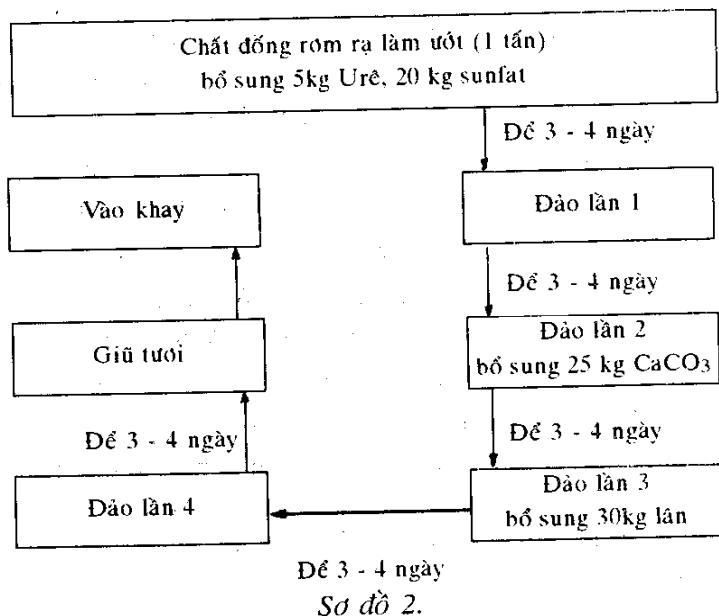 Chất đống rơm rạ làm ướt (1 tấn)
bổ sung 5kg Urê, 20 kg sunfat
Để 3 - 4 ngày
Đảo lần 1
Để 3 - 4 ngày
Đảo lần 2
bổ sung 25 kg CaCO3
Để 3 - 4 ngày
Đảo lần 3
bổ sung 30kg lân
Để 3 - 4 ngày
Đảo lần 4
Để 3 - 4 ngày
Giũ tươi
Vào khay
Sơ đồ 2.